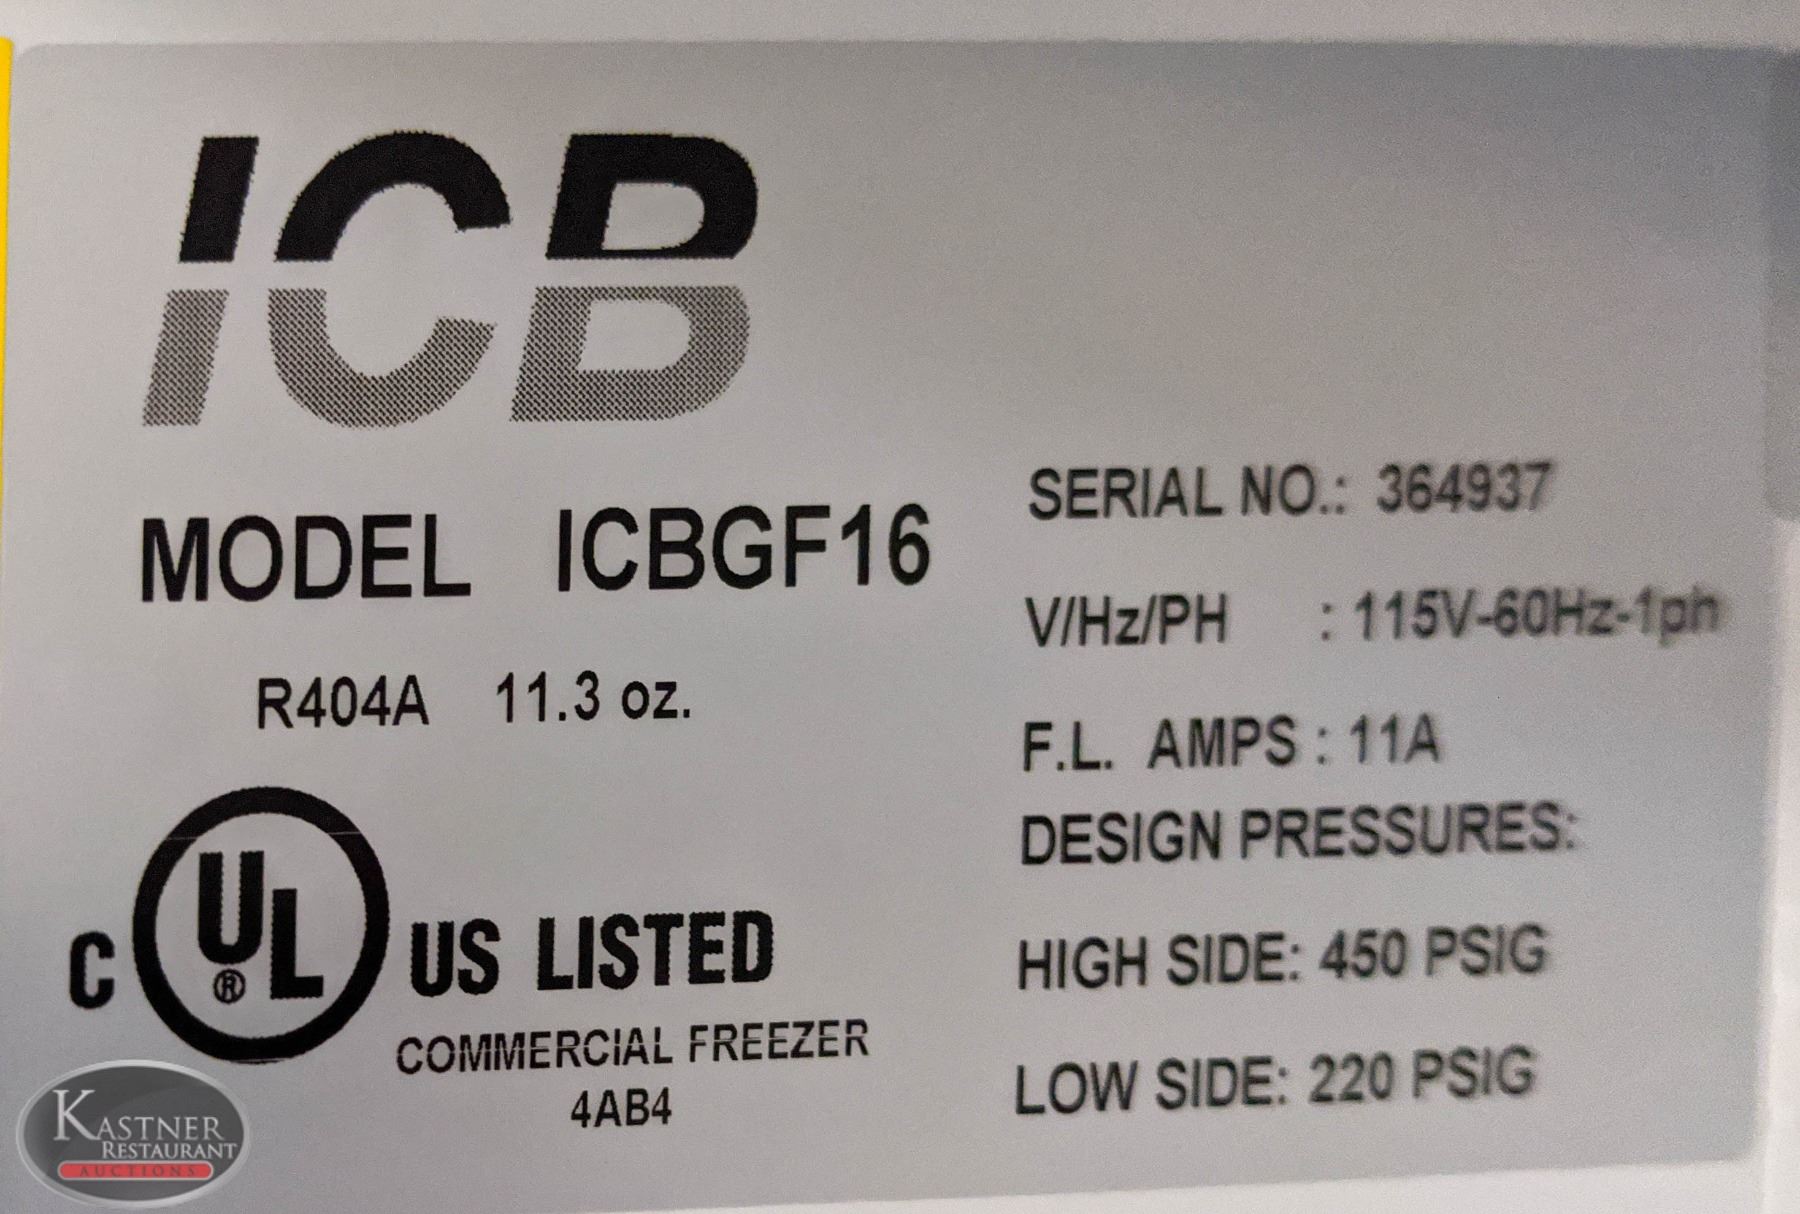 ICB
MODEL ICBGF16
R404A 11.3 oz.
C UL ® US LISTED
COMMERCIAL FREEZER
4AB4
SERIAL NO.: 364937
V/Hz/PH : 115V-60Hz-1ph
F.L. AMPS : 11A
DESIGN PRESSURES:
HIGH SIDE: 450 PSIG
LOW SIDE: 220 PSIG
KASTNER
RESTAURANT
AUCTIONS